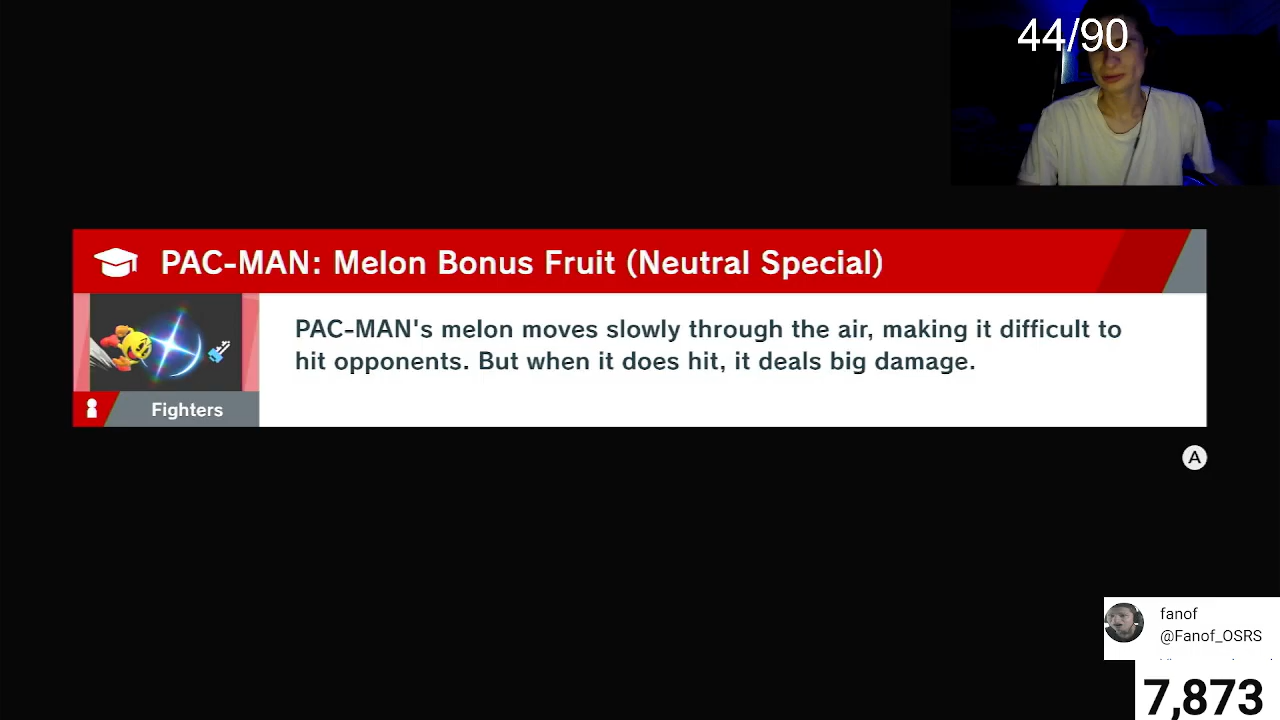 44/90
PAC-MAN: Melon Bonus Fruit (Neutral Special)
PAC-MAN's melon moves slowly through the air, making it difficult to
hit opponents. But when it does hit, it deals big damage.
Fighters
A
fanof
@Fanof_OSRS
7,873